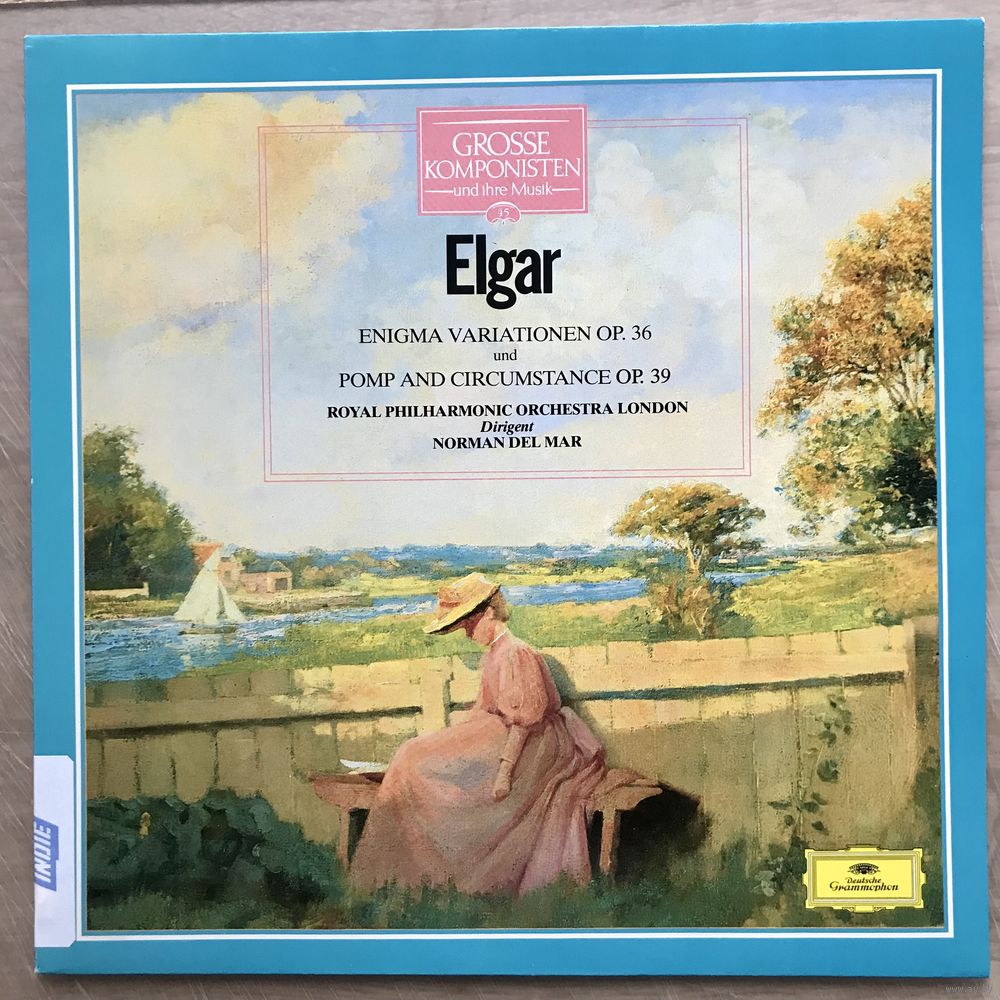 GROSSE
KOMPONISTEN
und ihre Musik
45
Elgar
ENIGMA VARIATIONEN OP. 36
und
POMP AND CIRCUMSTANCE OP. 39
ROYAL PHILHARMONIC ORCHESTRA LONDON
Dirigent
NORMAN DEL MAR
INDIE
Deutsche
Grammophon